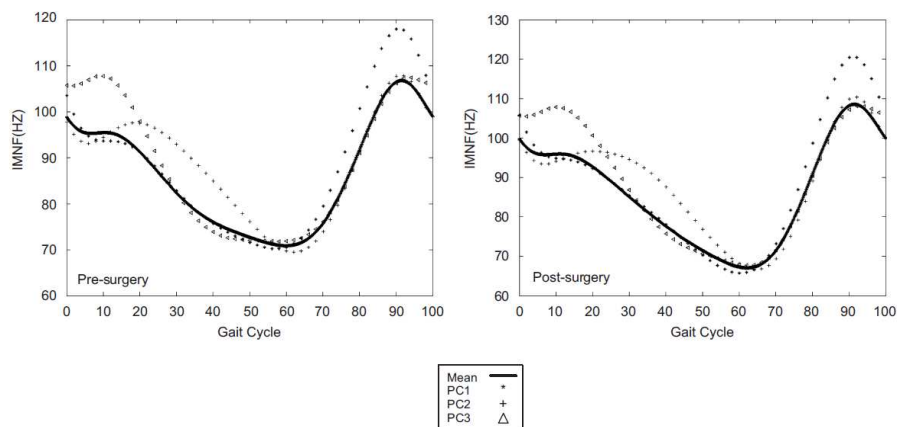 120
110
100
90
80
70
60
IMNF(HZ)
Pre-surgery
0 10 20 30 40 50 60 70 80 90 100
Gait Cycle
130
120
110
100
90
80
70
60
IMNF(HZ)
Post-surgery
0 10 20 30 40 50 60 70 80 90 100
Gait Cycle
Mean
PC1 *
PC2 +
PC3 △